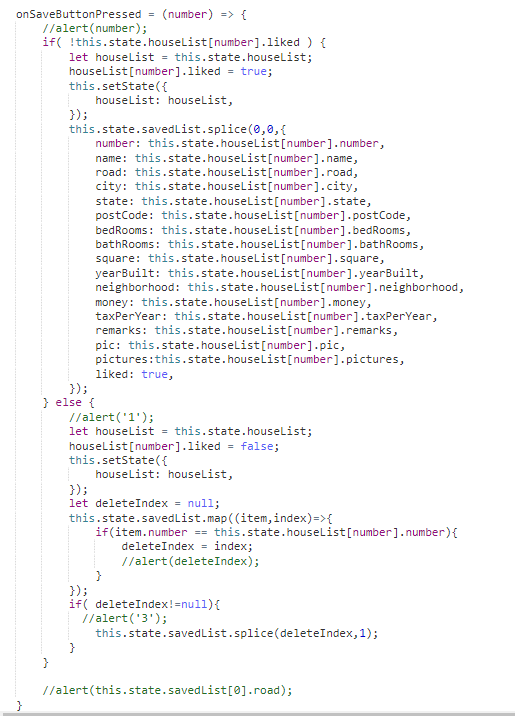 onSaveButtonPressed = (number) => {
    //alert(number);
    if( !this.state.houseList[number].liked ) {
        let houseList = this.state.houseList;
        houseList[number].liked = true;
        this.setState({
            houseList: houseList,
        });
        this.state.savedList.splice(0,0,{
            number: this.state.houseList[number].number,
            name: this.state.houseList[number].name,
            road: this.state.houseList[number].road,
            city: this.state.houseList[number].city,
            state: this.state.houseList[number].state,
            postCode: this.state.houseList[number].postCode,
            bedRooms: this.state.houseList[number].bedRooms,
            bathRooms: this.state.houseList[number].bathRooms,
            square: this.state.houseList[number].square,
            yearBuilt: this.state.houseList[number].yearBuilt,
            neighborhood: this.state.houseList[number].neighborhood,
            money: this.state.houseList[number].money,
            taxPerYear: this.state.houseList[number].taxPerYear,
            remarks: this.state.houseList[number].remarks,
            pic: this.state.houseList[number].pic,
            pictures:this.state.houseList[number].pictures,
            liked: true,
        });
    } else {
        //alert('1');
        let houseList = this.state.houseList;
        houseList[number].liked = false;
        this.setState({
            houseList: houseList,
        });
        let deleteIndex = null;
        this.state.savedList.map((item,index)=>{
            if(item.number == this.state.houseList[number].number){
                deleteIndex = index;
                //alert(deleteIndex);
            }
        });
        if( deleteIndex!=null){
          //alert('3');
            this.state.savedList.splice(deleteIndex,1);
        }
    }

    //alert(this.state.savedList[0].road);
}